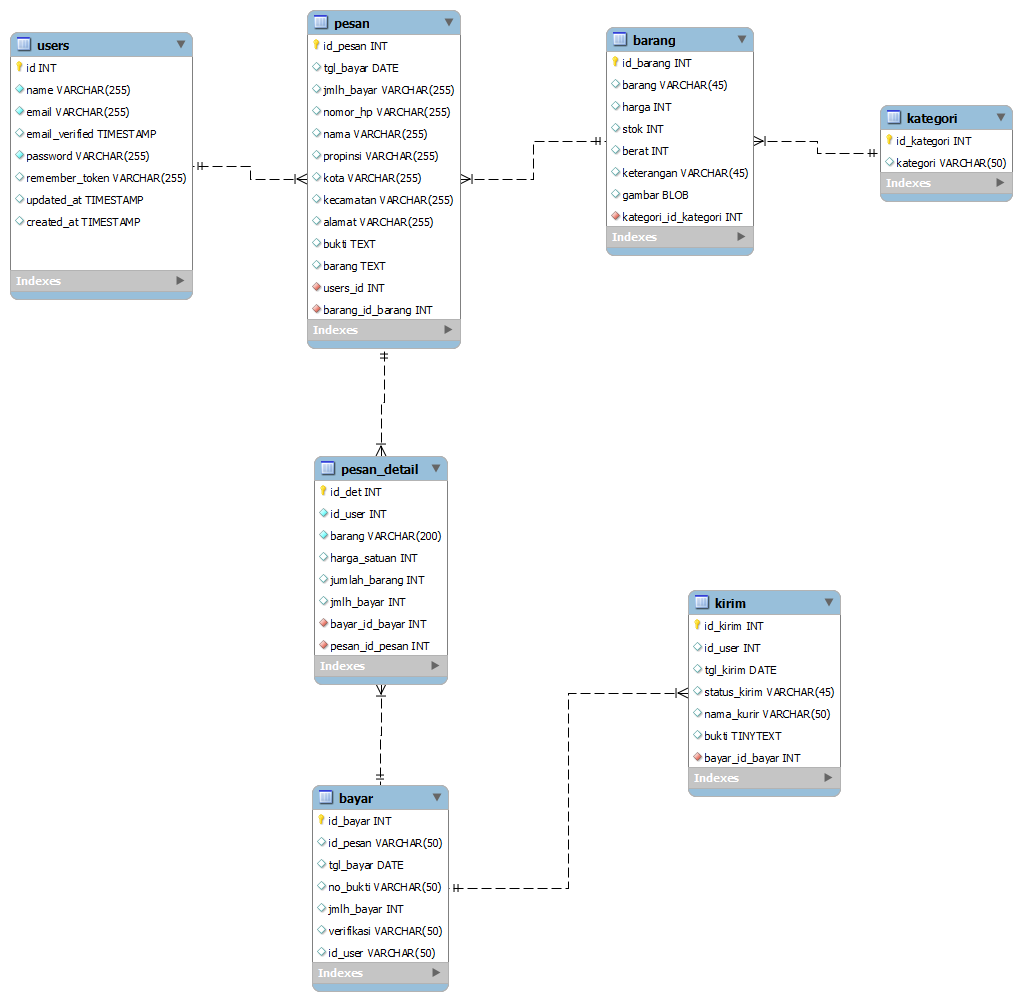 users
id INT
name VARCHAR(255)
email VARCHAR(255)
email_verified TIMESTAMP
password VARCHAR(255)
remember_token VARCHAR(255)
updated_at TIMESTAMP
created_at TIMESTAMP
Indexes
pesan
id_pesan INT
tgl_bayar DATE
jmlh_bayar VARCHAR(255)
nomor_hp VARCHAR(255)
nama VARCHAR(255)
propinsi VARCHAR(255)
kota VARCHAR(255)
kecamatan VARCHAR(255)
alamat VARCHAR(255)
bukti TEXT
barang TEXT
users_id INT
barang_id_barang INT
Indexes
barang
id_barang INT
barang VARCHAR(45)
harga INT
stok INT
berat INT
keterangan VARCHAR(45)
gambar BLOB
kategori_id_kategori INT
Indexes
kategori
id_kategori INT
kategori VARCHAR(50)
Indexes
pesan_detail
id_det INT
id_user INT
barang VARCHAR(200)
harga_satuan INT
jumlah_barang INT
jmlh_bayar INT
bayar_id_bayar INT
pesan_id_pesan INT
Indexes
kirim
id_kirim INT
id_user INT
tgl_kirim DATE
status_kirim VARCHAR(45)
nama_kurir VARCHAR(50)
bukti TINYTEXT
bayar_id_bayar INT
Indexes
bayar
id_bayar INT
id_pesan VARCHAR(50)
tgl_bayar DATE
no_bukti VARCHAR(50)
jmlh_bayar INT
verifikasi VARCHAR(50)
id_user VARCHAR(50)
Indexes